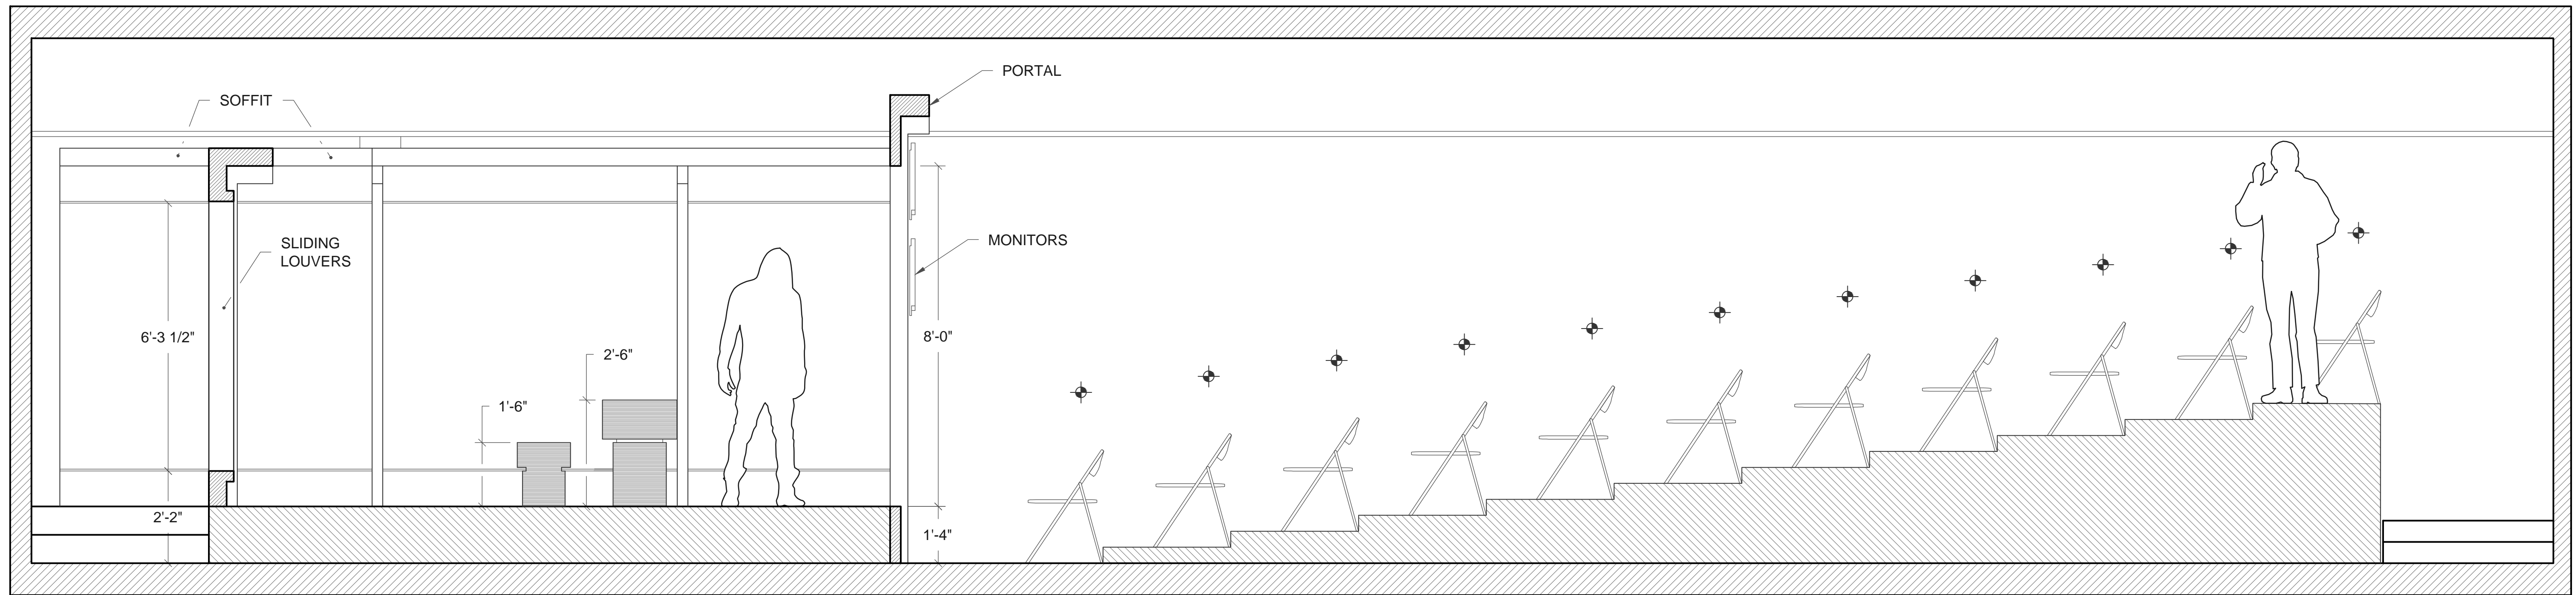 PORTAL
SOFFIT
SLIDING
LOUVERS
MONITORS
6'-3 1/2"
8'-0"
2'-6"
1'-6"
2'-2"
1'-4"